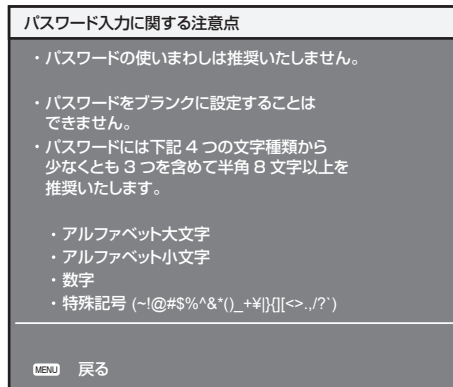 パスワード入力に関する注意点
・パスワードの使いまわしは推奨いたしません。
・パスワードをブランクに設定することは
できません。
・パスワードには下記 4 つの文字種類から
少なくとも 3 つを含めて半角 8 文字以上を
推奨いたします。
・アルファベット大文字
・アルファベット小文字
・数字
・特殊記号 (~!@#$%^&*()_+¥|}{][<>.,/?`)
MENU 戻る